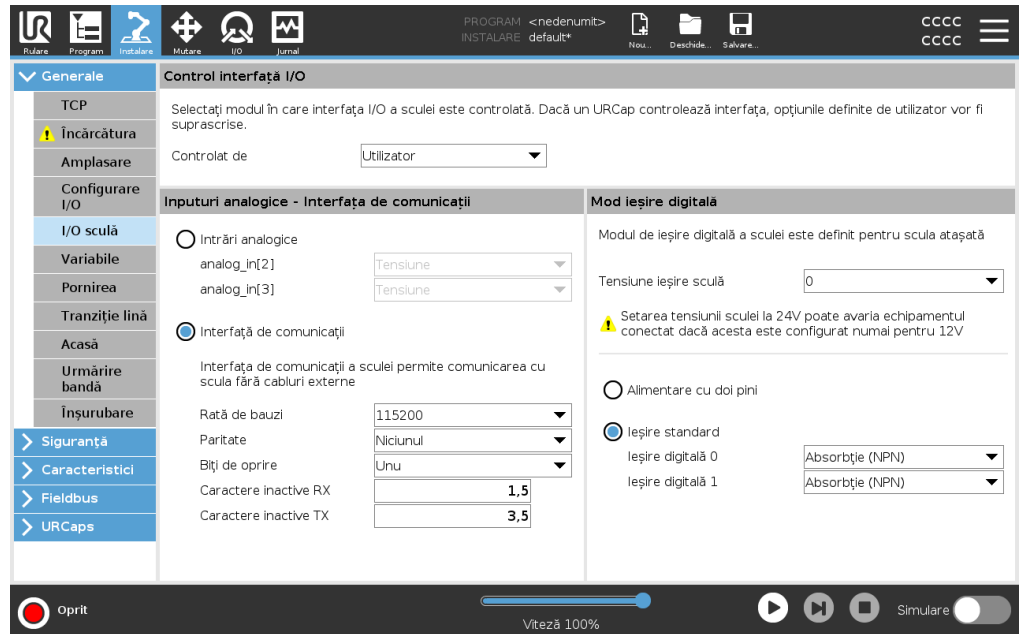 UR
Rulare
Program
Instalare
Mutare
I/O
Jurnal
PROGRAM <nedenumit>
INSTALARE default*
Nou...
Deschide...
Salvare...
CCCC
CCCC
Generale
TCP
Încărcătura
Amplasare
Configurare
I/O
I/O sculă
Variabile
Pornirea
Tranziție lină
Acasă
Urmărire
bandă
Înșurubare
Siguranță
Caracteristici
Fieldbus
URCaps
Control interfață I/O
Selectați modul în care interfața I/O a sculei este controlată. Dacă un URCap controlează interfața, opțiunile definite de utilizator vor fi
suprascrise.
Controlat de Utilizator
Inputuri analogice - Interfața de comunicații
Intrări analogice
analog_in[2] Tensiune
analog_in[3] Tensiune
Interfață de comunicații
Interfața de comunicații a sculei permite comunicarea cu
scula fără cabluri externe
Rată de bauzi 115200
Paritate Niciunul
Biți de oprire Unu
Caractere inactive RX 1,5
Caractere inactive TX 3,5
Mod ieșire digitală
Modul de ieșire digitală a sculei este definit pentru scula atașată
Tensiune ieșire sculă 0
Setarea tensiunii sculei la 24V poate avaria echipamentul
conectat dacă acesta este configurat numai pentru 12V
Alimentare cu doi pini
Ieșire standard
Ieșire digitală 0 Absorbție (NPN)
Ieșire digitală 1 Absorbție (NPN)
Oprit
Viteză 100%
Simulare